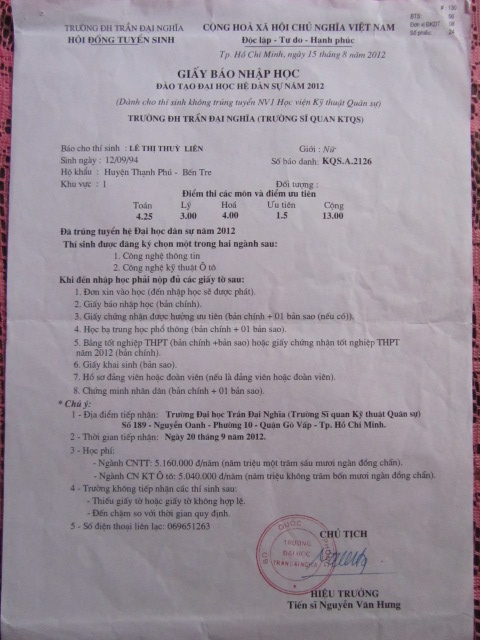 # : 130
BTS: 56
Đơn vị ĐKDT: 56
Số phiếu: 24
TRƯỜNG ĐH TRẦN ĐẠI NGHĨA CỘNG HOÀ XÃ HỘI CHỦ NGHĨA VIỆT NAM
HỘI ĐỒNG TUYỂN SINH Độc lập - Tự do - Hạnh phúc
Tp. Hồ Chí Minh, ngày 15 tháng 8 năm 2012
GIẤY BÁO NHẬP HỌC
ĐÀO TẠO ĐẠI HỌC HỆ DÂN SỰ NĂM 2012
(Dành cho thí sinh không trúng tuyển NV1 Học viện Kỹ thuật Quân sự)
TRƯỜNG ĐH TRẦN ĐẠI NGHĨA (TRƯỜNG SĨ QUAN KTQS)
Báo cho thí sinh : LÊ THỊ THUỲ LIÊN Giới : Nữ
Sinh ngày : 12/09/94 Số báo danh: KQS.A.2126
Hộ khẩu : Huyện Thạnh Phú - Bến Tre
Khu vực : 1 Đối tượng :
Điểm thi các môn và điểm ưu tiên
Toán Lý Hoá Ưu tiên Cộng
4.25 3.00 4.00 1.5 13.00
Đã trúng tuyển hệ Đại học dân sự năm 2012
Thí sinh được đăng ký chọn một trong hai ngành sau:
1. Công nghệ thông tin
2. Công nghệ kỹ thuật Ô tô
Khi đến nhập học phải nộp đủ các giấy tờ sau:
1. Đơn xin vào học (đến nhập học sẽ được phát).
2. Giấy báo nhập học (bản chính).
3. Giấy chứng nhận được hưởng ưu tiên (bản chính + 01 bản sao (nếu có)).
4. Học bạ trung học phổ thông (bản chính + 01 bản sao).
5. Bằng tốt nghiệp THPT (bản chính +bản sao) hoặc giấy chứng nhận tốt nghiệp THPT
năm 2012 (bản chính).
6. Giấy khai sinh (bản sao).
7. Hồ sơ đảng viên hoặc đoàn viên (nếu là đảng viên hoặc đoàn viên).
8. Chứng minh nhân dân (bản chính + 01 bản sao).
* Chú ý:
1 - Địa điểm tiếp nhận: Trường Đại học Trần Đại Nghĩa (Trường Sĩ quan Kỹ thuật Quân sự)
Số 189 - Nguyễn Oanh - Phường 10 - Quận Gò Vấp - Tp. Hồ Chí Minh.
2 - Thời gian tiếp nhận: Ngày 20 tháng 9 năm 2012.
3 - Học phí:
- Ngành CNTT: 5.160.000 đ/năm (năm triệu một trăm sáu mươi ngàn đồng chẵn).
- Ngành CN KT Ô tô: 5.040.000 đ/năm (năm triệu không trăm bốn mươi ngàn đồng chẵn).
4 - Trường không tiếp nhận các thí sinh sau:
- Thiếu giấy tờ hoặc giấy tờ không hợp lệ.
- Đến chậm so với thời gian quy định.
5 - Số điện thoại liên lạc: 069651263
CHỦ TỊCH
TRƯỜNG
ĐẠI HỌC
TRẦN ĐẠI NGHĨA
HIỆU TRƯỞNG
Tiến sĩ Nguyễn Văn Hưng